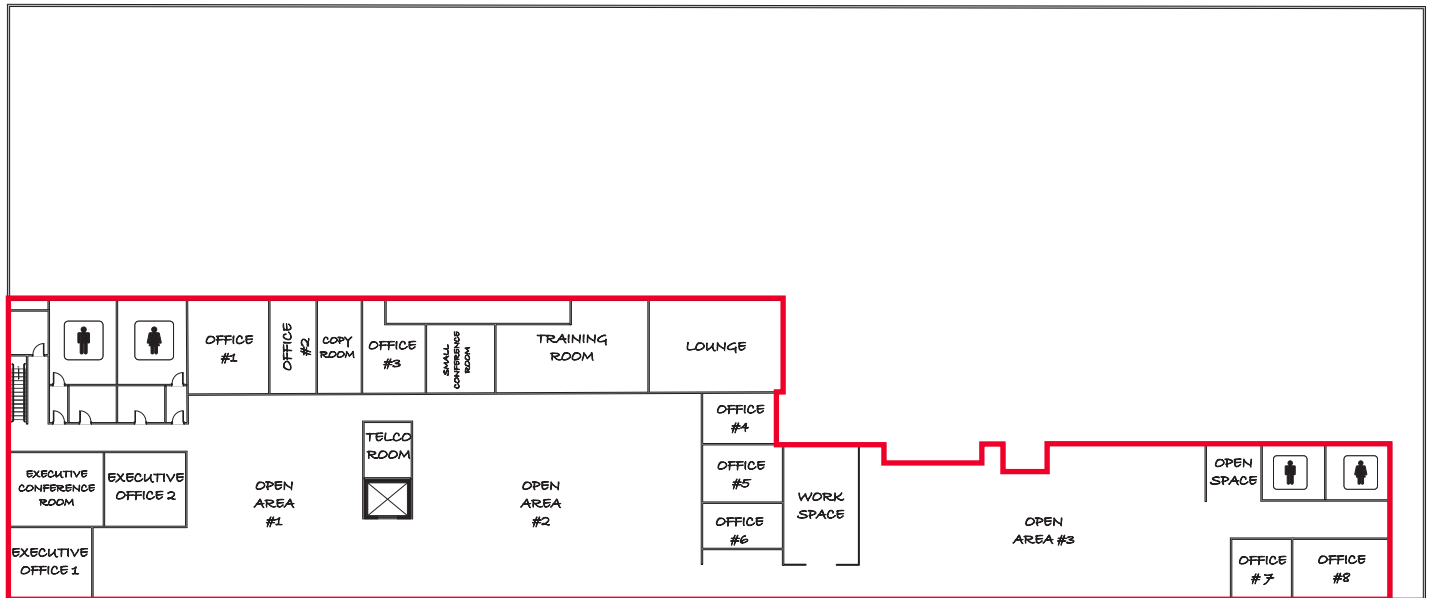 OFFICE
#1
OFFICE
#2
COPY
ROOM
OFFICE
#3
SMALL
CONFERENCE
ROOM
TRAINING
ROOM
LOUNGE
OFFICE
#4
TELCO
ROOM
EXECUTIVE
CONFERENCE
ROOM
EXECUTIVE
OFFICE 2
OPEN
AREA
#1
OPEN
AREA
#2
OFFICE
#5
WORK
SPACE
OPEN
SPACE
OFFICE
#6
OPEN
AREA #3
EXECUTIVE
OFFICE 1
OFFICE
#7
OFFICE
#8